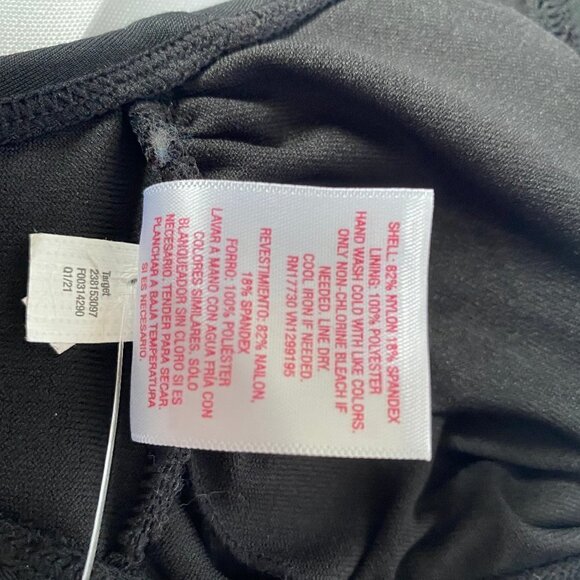 SHELL: 82% NYLON 18% SPANDEX
LINING: 100% POLYESTER
HAND WASH COLD WITH LIKE COLORS.
ONLY NON-CHLORINE BLEACH IF
NEEDED. LINE DRY.
COOL IRON IF NEEDED.
RN17730 VN1299195
REVESTIMIENTO: 82% NAILON.
18% SPANDEX
FORRO: 100% POLIESTER
LAVAR A MANO CON AGUA FRÍA CON
COLORES SIMILARES. SOLO
BLANQUEADOR SIN CLORO SI ES
NECESARIO. TENDER PARA SECAR.
PLANCHAR A BAJA TEMPERATURA
SI ES NECESARIO.
Target
238153097
F00314290
Q1/21